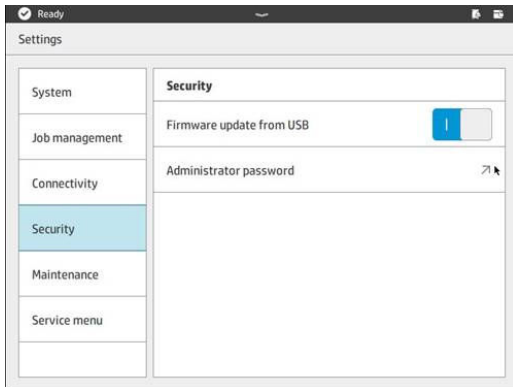 Ready
Settings
System
Job management
Connectivity
Security
Maintenance
Service menu
Security
Firmware update from USB
Administrator password